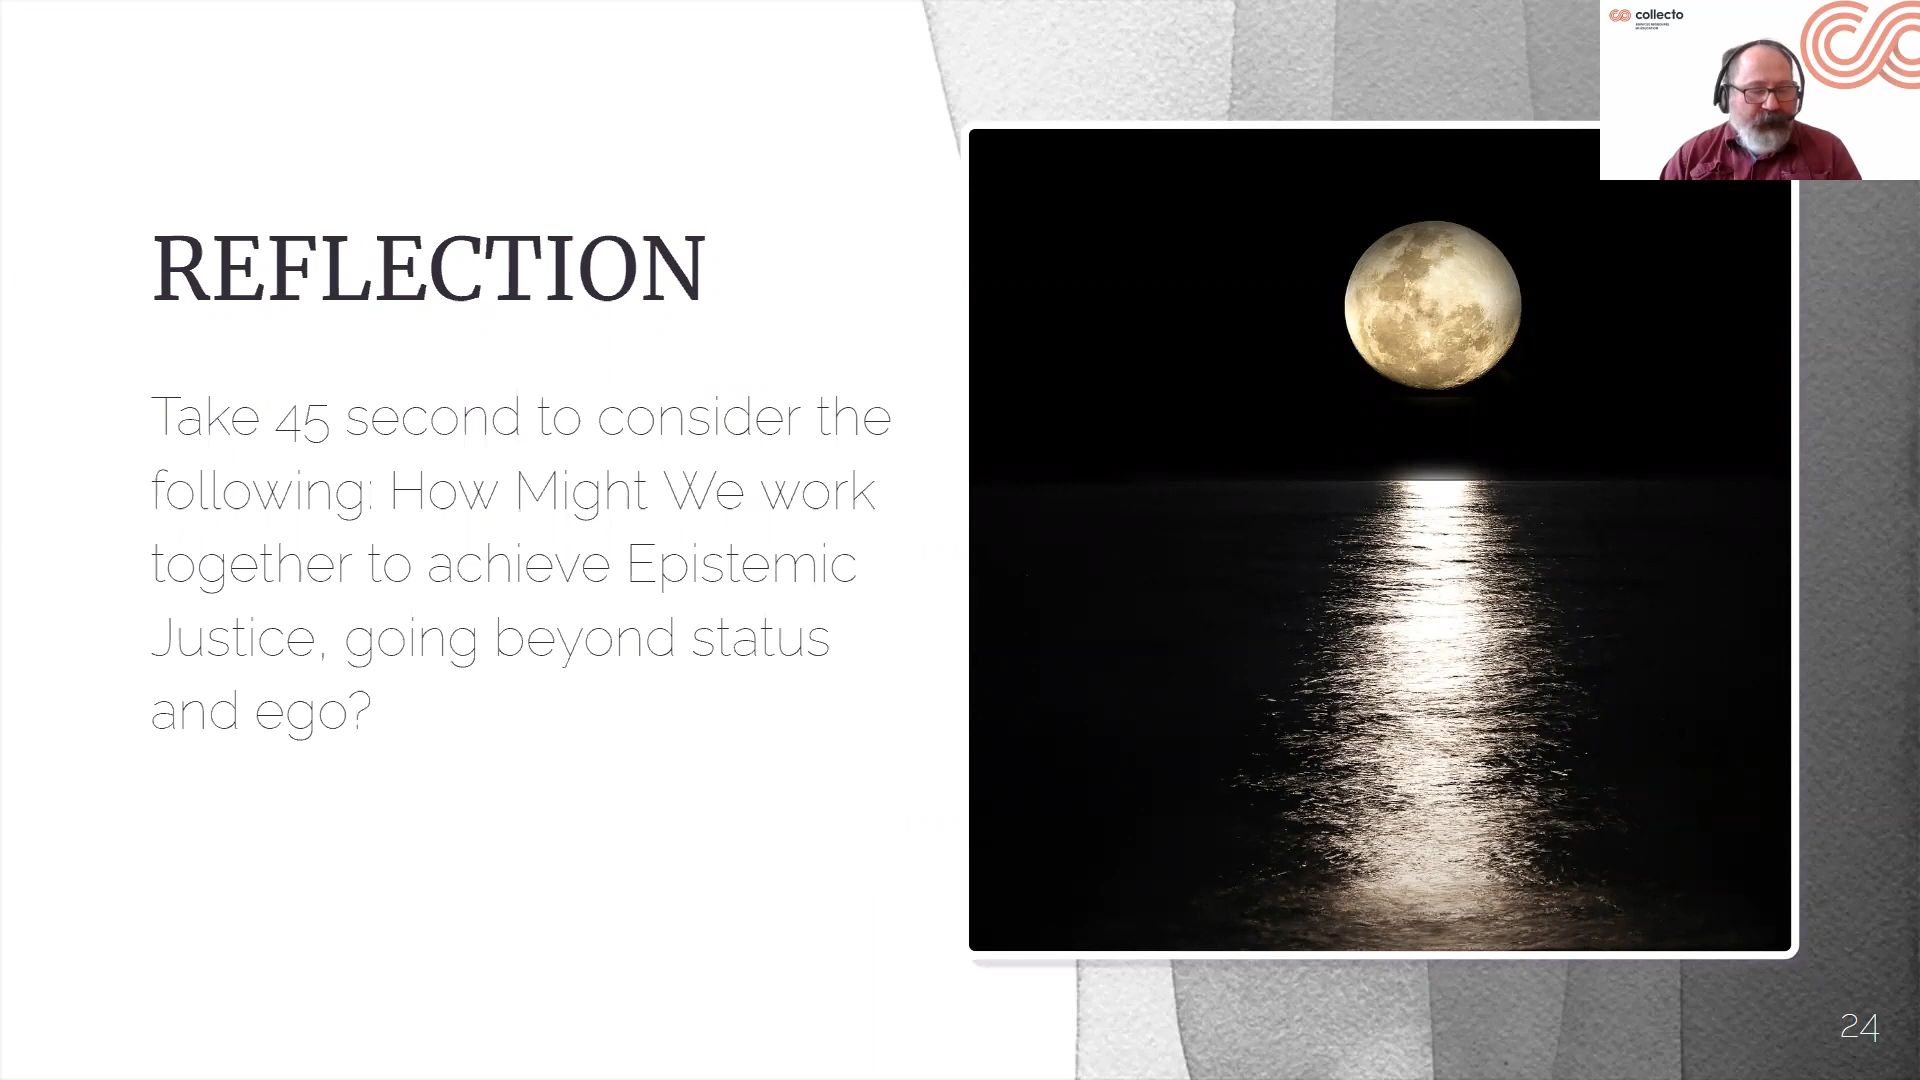 REFLECTION
Take 45 second to consider the
following: How Might We work
together to achieve Epistemic
Justice, going beyond status
and ego?
collecto
24